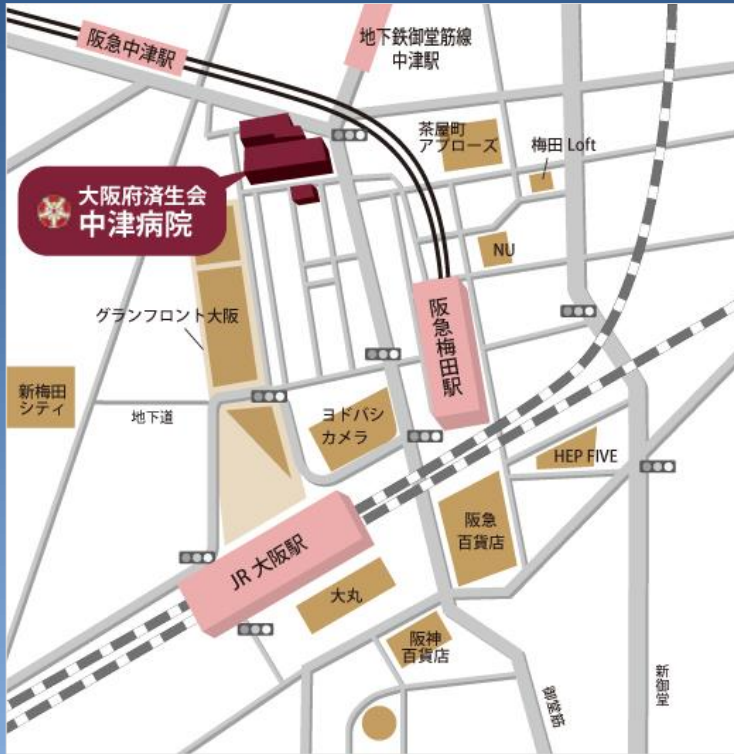 阪急中津駅
地下鉄御堂筋線
中津駅
茶屋町
アプローズ
梅田 Loft
大阪府済生会
中津病院
NU
グランフロント大阪
阪急梅田駅
新梅田
シティ
地下道
ヨドバシ
カメラ
HEP FIVE
阪急
百貨店
JR 大阪駅
大丸
阪神
百貨店
御堂筋
新御堂